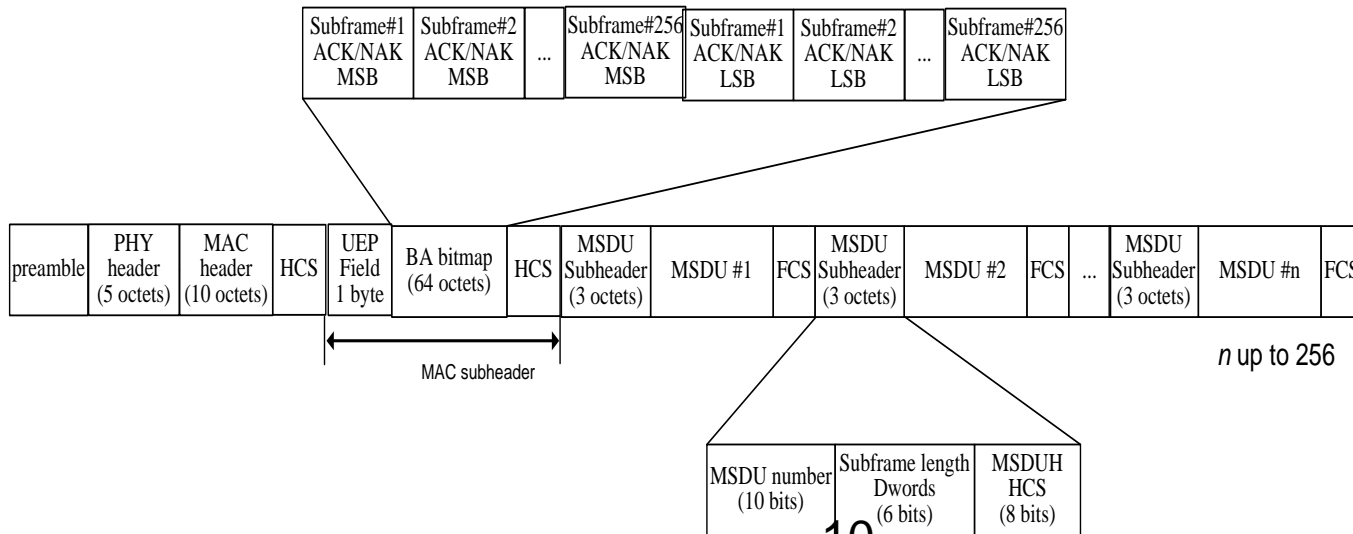 Subframe#1 ACK/NAK MSB
Subframe#2 ACK/NAK MSB
...
Subframe#256 ACK/NAK MSB
Subframe#1 ACK/NAK LSB
Subframe#2 ACK/NAK LSB
...
Subframe#256 ACK/NAK LSB
preamble
PHY header (5 octets)
MAC header (10 octets)
HCS
UEP Field 1 byte
BA bitmap (64 octets)
HCS
MSDU Subheader (3 octets)
MSDU #1
FCS
MSDU Subheader (3 octets)
MSDU #2
FCS
...
MSDU Subheader (3 octets)
MSDU #n
FCS
MAC subheader
n up to 256
MSDU number (10 bits)
Subframe length Dwords (6 bits)
MSDUH HCS (8 bits)